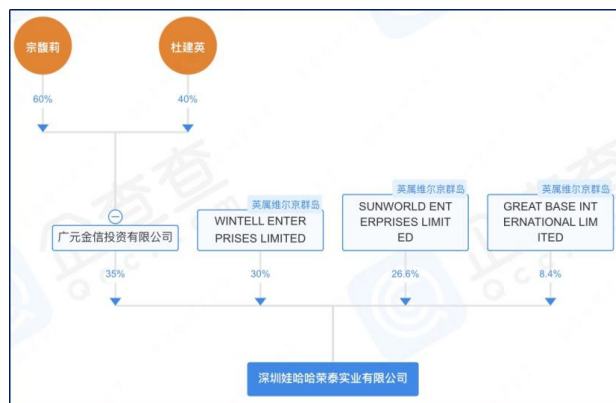 宗馥莉
杜建英
60%
40%
英属维尔京群岛
英属维尔京群岛
英属维尔京群岛
广元金信投资有限公司
WINTELL ENTER
PRISES LIMITED
SUNWORLD ENT
ERPRISES LIMIT
ED
GREAT BASE INT
ERNATIONAL LIM
ITED
35%
30%
26.6%
8.4%
深圳娃哈哈荣泰实业有限公司
企查查